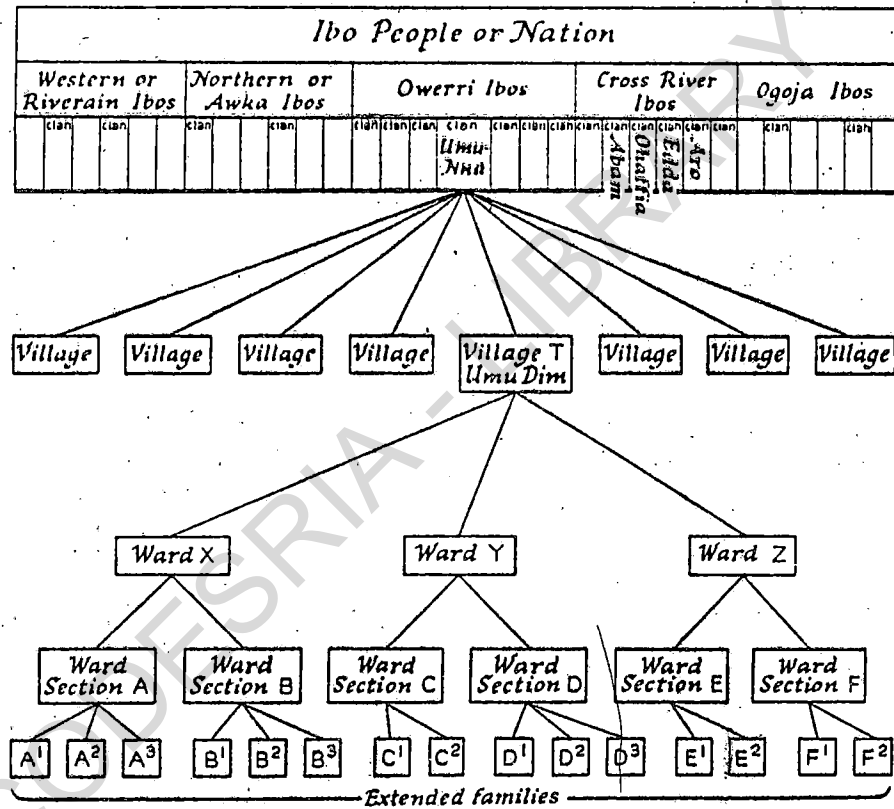 Ibo People or Nation
Western or Riverain Ibos
Northern or Awka Ibos
Owerri Ibos
Cross River Ibos
Ogoja Ibos
clan clan clan clan clan clan clan clan clan clan clan clan clan clan clan clan clan clan
Umu-Nna
Abam
Ohaffia
Edda
Aro
Village Village Village Village Village T Village Village Village
Umu Dim
Ward X Ward Y Ward Z
Ward Section A
Ward Section B
Ward Section C
Ward Section D
Ward Section E
Ward Section F
A¹ A² A³ B¹ B² B³ C¹ C² D¹ D² D³ E¹ E² F¹ F²
Extended families
CODESRIA - LIBRARY